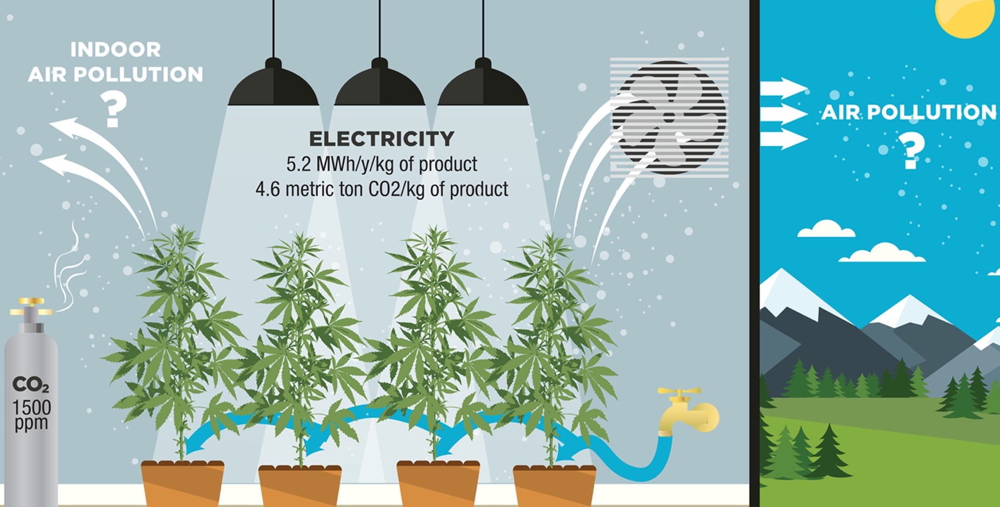 INDOOR
AIR POLLUTION
?
ELECTRICITY
5.2 MWh/y/kg of product
4.6 metric ton CO2/kg of product
AIR POLLUTION
?
CO₂
1500
ppm